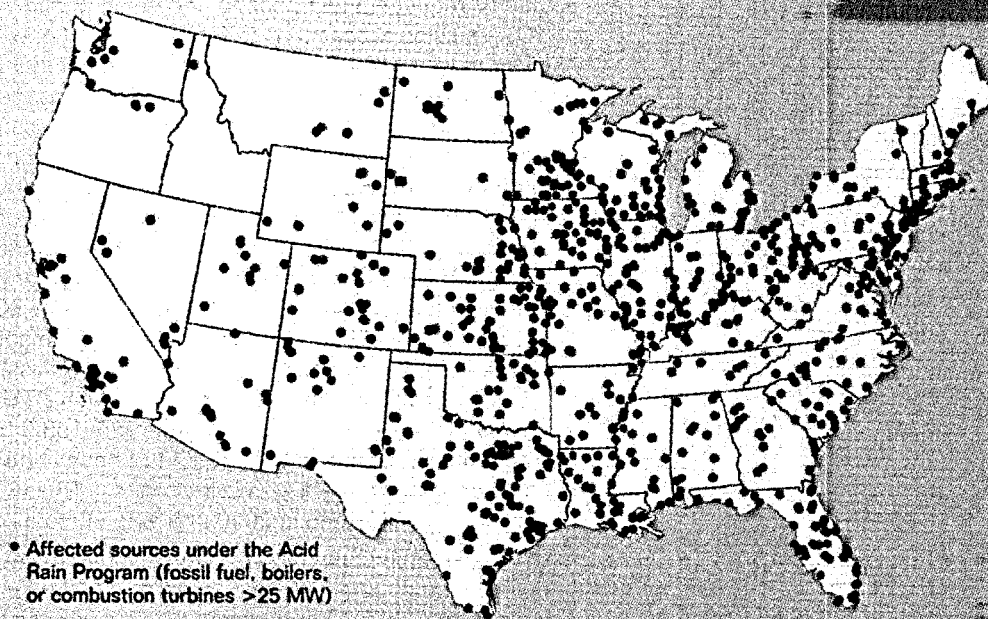 Affected sources under the Acid
Rain Program (fossil fuel, boilers,
or combustion turbines >25 MW)